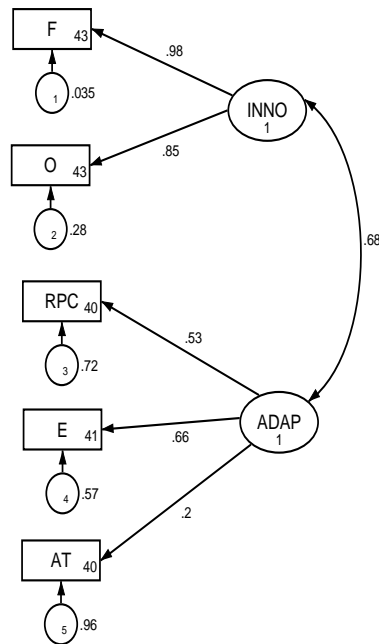 F 43
.98
1 .035
INNO
1
O 43
.85
2 .28
.68
RPC 40
.53
3 .72
ADAP
1
E 41
.66
4 .57
.2
AT 40
5 .96